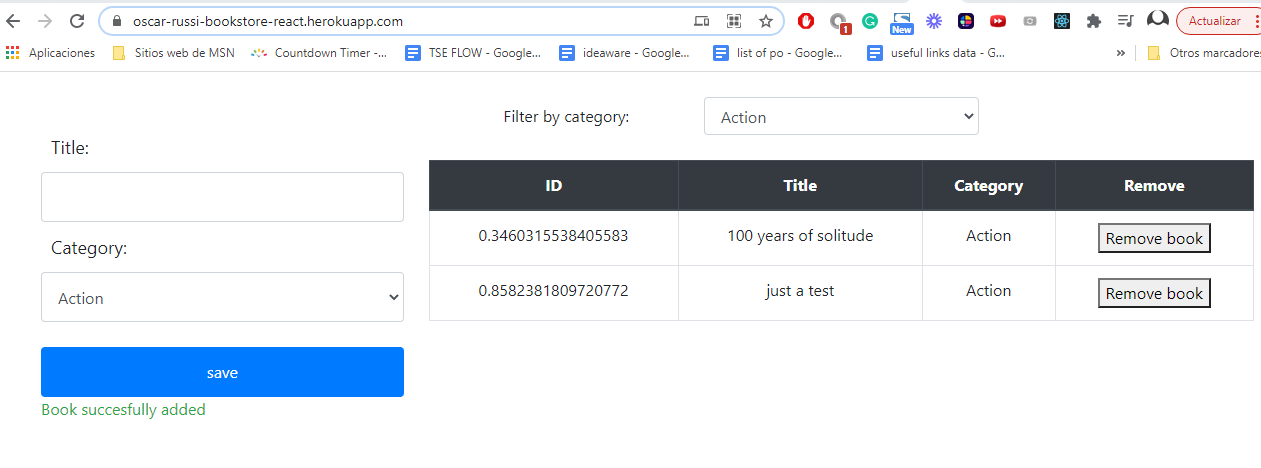 oscar-russi-bookstore-react.herokuapp.com
1
New
Actualizar
Aplicaciones
Sitios web de MSN
Countdown Timer -...
TSE FLOW - Google...
ideaware - Google...
list of po - Google...
useful links data - G...
»
Otros marcadores
Filter by category:
Action
Title:
Category:
Action
save
Book succesfully added
ID Title Category Remove
0.3460315538405583 100 years of solitude Action Remove book
0.8582381809720772 just a test Action Remove book